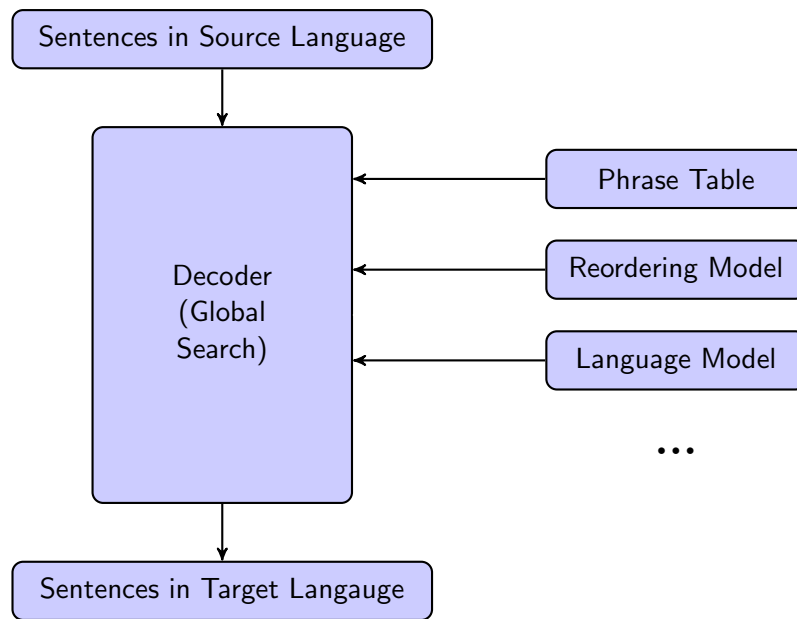 Sentences in Source Language
Phrase Table
Decoder
(Global
Search)
Reordering Model
Language Model
...
Sentences in Target Langauge